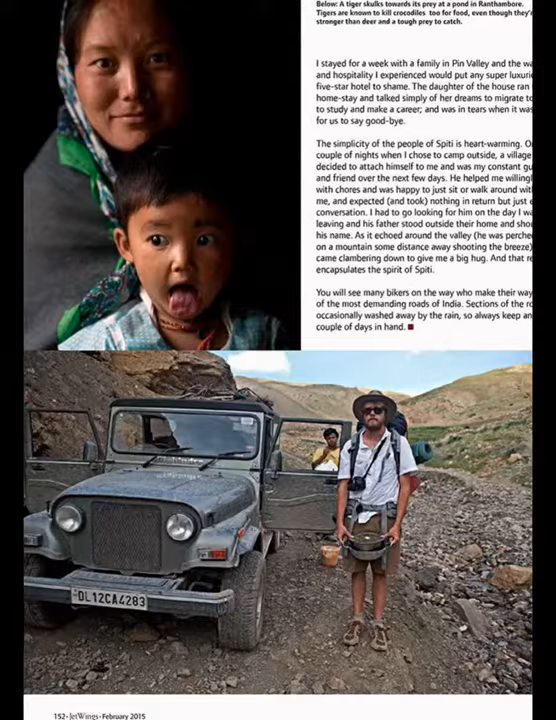 Below: A tiger skulks towards its prey at a pond in Ranthambore.
Tigers are known to kill crocodiles too for food, even though they'r
stronger than deer and a tough prey to catch.
I stayed for a week with a family in Pin Valley and the wa
and hospitality I experienced would put any super luxuri
five-star hotel to shame. The daughter of the house ran
home-stay and talked simply of her dreams to migrate to
to study and make a career; and was in tears when it was
for us to say good-bye.
The simplicity of the people of Spiti is heart-warming. O
couple of nights when I chose to camp outside, a village
decided to attach himself to me and was my constant gu
and friend over the next few days. He helped me willingl
with chores and was happy to just sit or walk around wit
me, and expected (and took) nothing in return but just
conversation. I had to go looking for him on the day I wa
leaving and his father stood outside their home and sho
his name. As it echoed around the valley (he was perche
on a mountain some distance away shooting the breeze)
came clambering down to give me a big hug. And that re
encapsulates the spirit of Spiti.
You will see many bikers on the way who make their way
of the most demanding roads of India. Sections of the ro
occasionally washed away by the rain, so always keep an
couple of days in hand.
DL12CA4283
152 • JetWings • February 2015